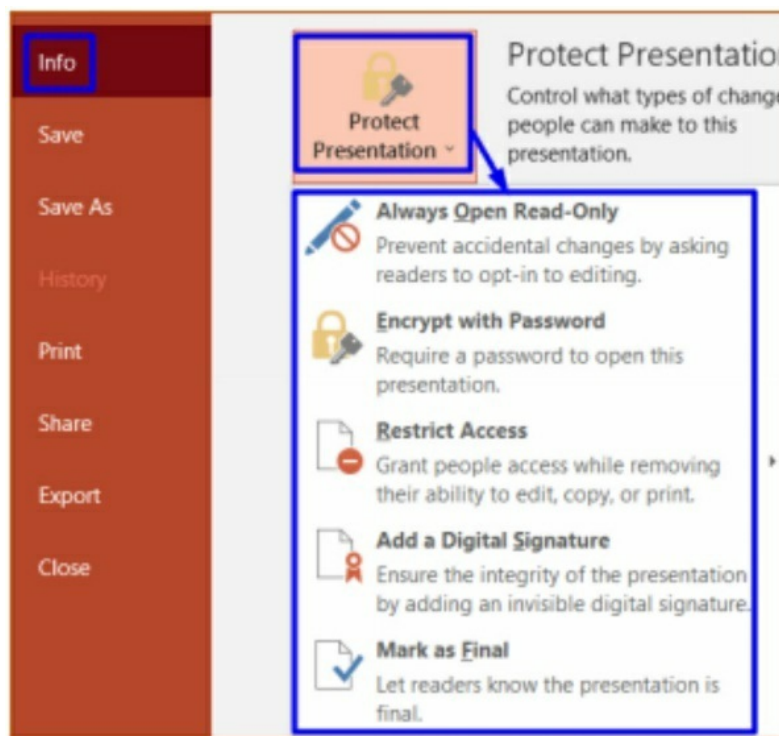 Info
Save
Save As
History
Print
Share
Export
Close
Protect
Presentation
Protect Presentation
Control what types of change
people can make to this
presentation.
Always Open Read-Only
Prevent accidental changes by asking
readers to opt-in to editing.
Encrypt with Password
Require a password to open this
presentation.
Restrict Access
Grant people access while removing
their ability to edit, copy, or print.
Add a Digital Signature
Ensure the integrity of the presentation
by adding an invisible digital signature.
Mark as Final
Let readers know the presentation is
final.